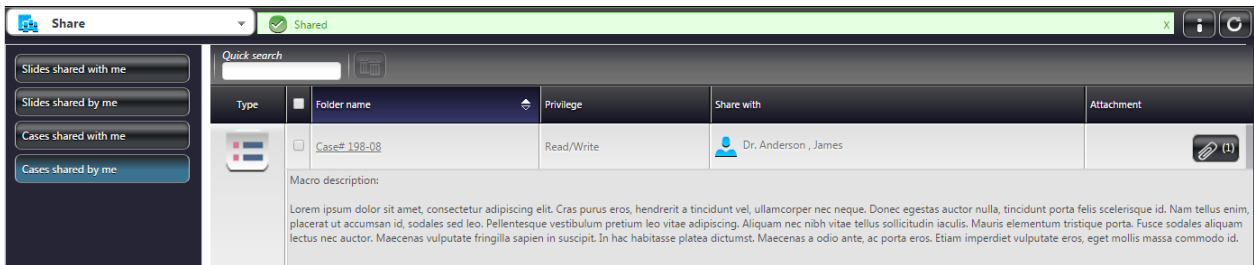 Share
Shared
x
i
Slides shared with me
Slides shared by me
Cases shared with me
Cases shared by me
Quick search
Type
Folder name
Privilege
Share with
Attachment
Case# 198-08
Read/Write
Dr. Anderson , James
(1)
Macro description:
Lorem ipsum dolor sit amet, consectetur adipiscing elit. Cras purus eros, hendrerit a tincidunt vel, ullamcorper nec neque. Donec egestas auctor nulla, tincidunt porta felis scelerisque id. Nam tellus enim,
placerat ut accumsan id, sodales sed leo. Pellentesque vestibulum pretium leo vitae adipiscing. Aliquam nec nibh vitae tellus sollicitudin iaculis. Mauris elementum tristique porta. Fusce sodales aliquam
lectus nec auctor. Maecenas vulputate fringilla sapien in suscipit. In hac habitasse platea dictumst. Maecenas a odio ante, ac porta eros. Etiam imperdiet vulputate eros, eget mollis massa commodo id.